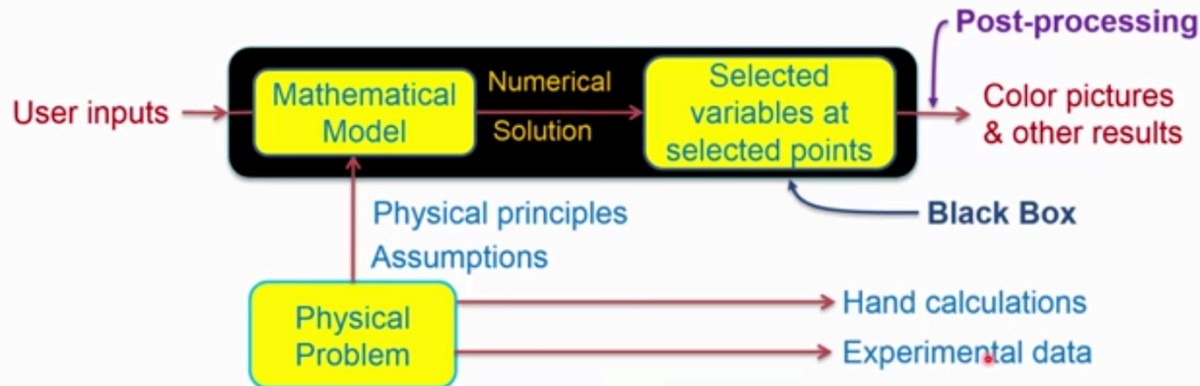 Post-processing
User inputs
Mathematical
Model
Numerical
Solution
Selected
variables at
selected points
Color pictures
& other results
Physical principles
Assumptions
Black Box
Physical
Problem
Hand calculations
Experimental data